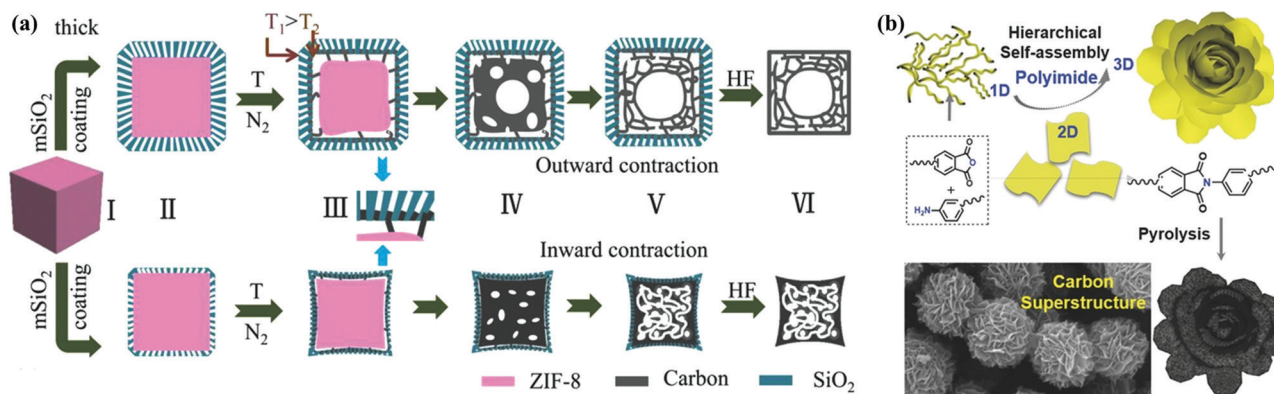 (a)
thick
mSiO₂
coating
T₁>T₂
T
N₂
HF
Outward contraction
I
II
III
IV
V
VI
Inward contraction
mSiO₂
coating
T
N₂
HF
ZIF-8
Carbon
SiO₂
(b)
Hierarchical
Self-assembly
Polyimide
1D
3D
2D
O
O
O
+
H₂N
O
N
O
Pyrolysis
Carbon
Superstructure